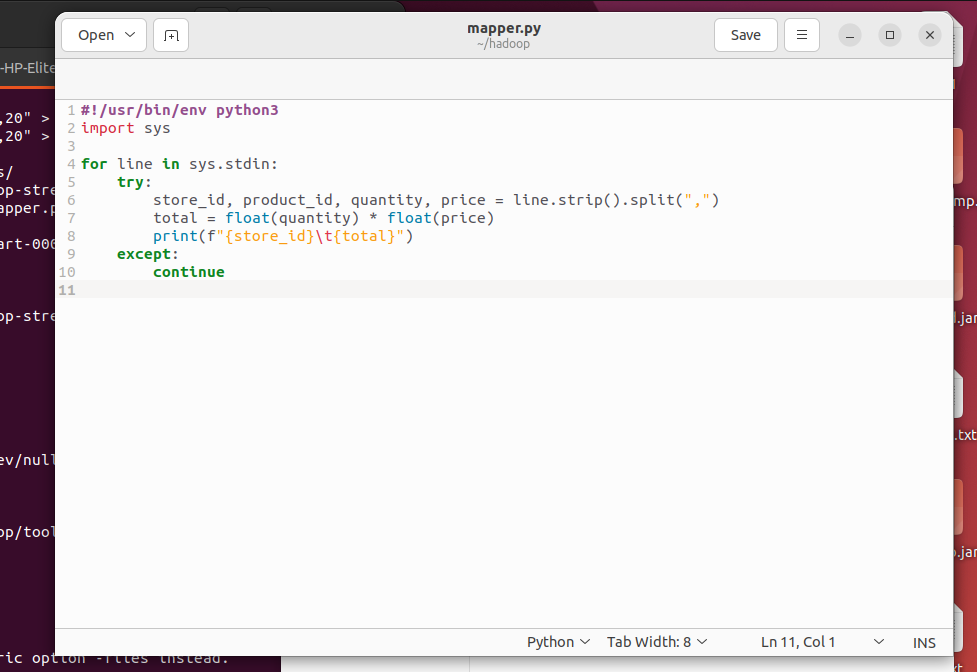 Open
mapper.py
~/hadoop
Save
-HP-Elite
,20" >
,20" >
s/
op-stre
apper.p
art-000
op-stre
ev/null
op/tool
ric option -files instead.
1 #!/usr/bin/env python3
2 import sys
3
4 for line in sys.stdin:
5 try:
6 store_id, product_id, quantity, price = line.strip().split(",")
7 total = float(quantity) * float(price)
8 print(f"{store_id}\t{total}")
9 except:
10 continue
11
mp.
.jar
.txt
.jar
xt
Python
Tab Width: 8
Ln 11, Col 1
INS